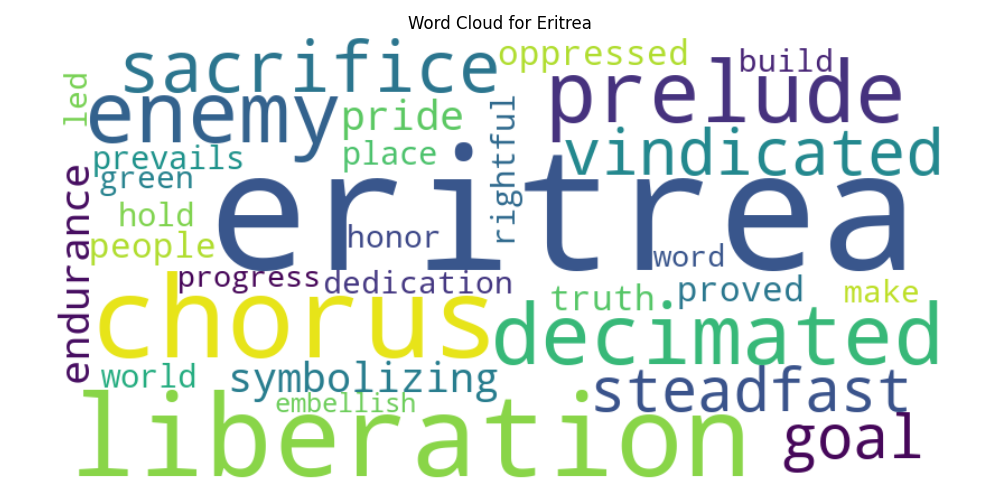 Word Cloud for Eritrea
sacrifice
oppressed
build
led
enemy
pride
prelude
rightful
prevails
place
vindicated
green
endurance
eritrea
hold
people
honor
word
progress
dedication
truth
proved
make
chorus
decimated
world
symbolizing
steadfast
embellish
liberation
goal